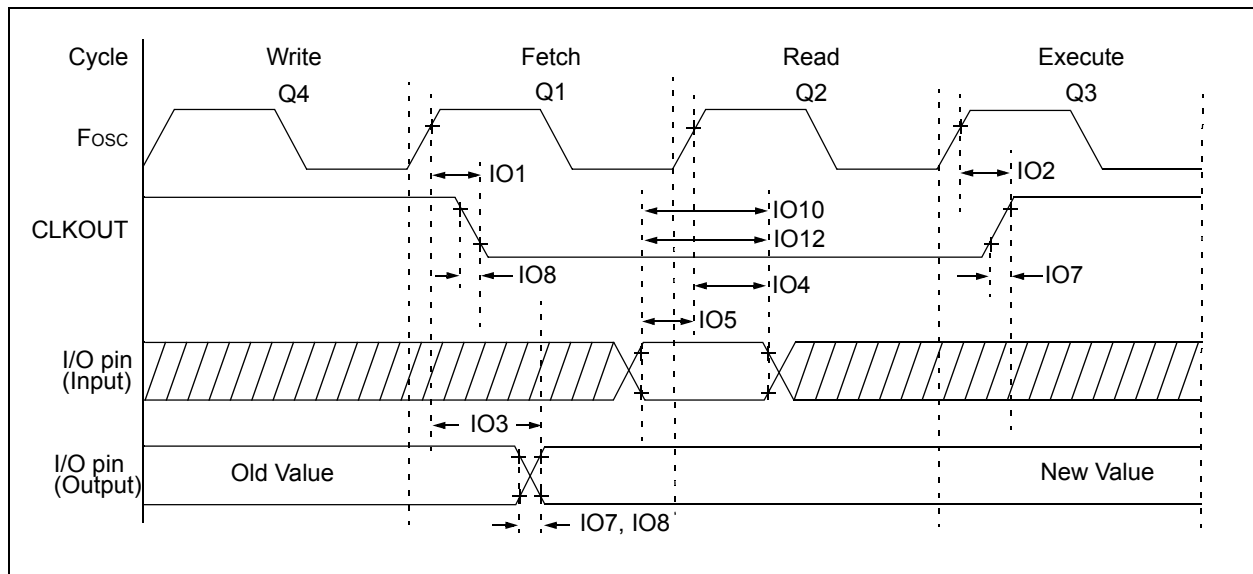 Cycle Write Fetch Read Execute
Q4 Q1 Q2 Q3
Fosc
IO1 IO2
CLKOUT
IO10
IO12
IO8 IO4 IO7
IO5
I/O pin
(Input)
IO3
I/O pin
(Output)
Old Value New Value
IO7, IO8